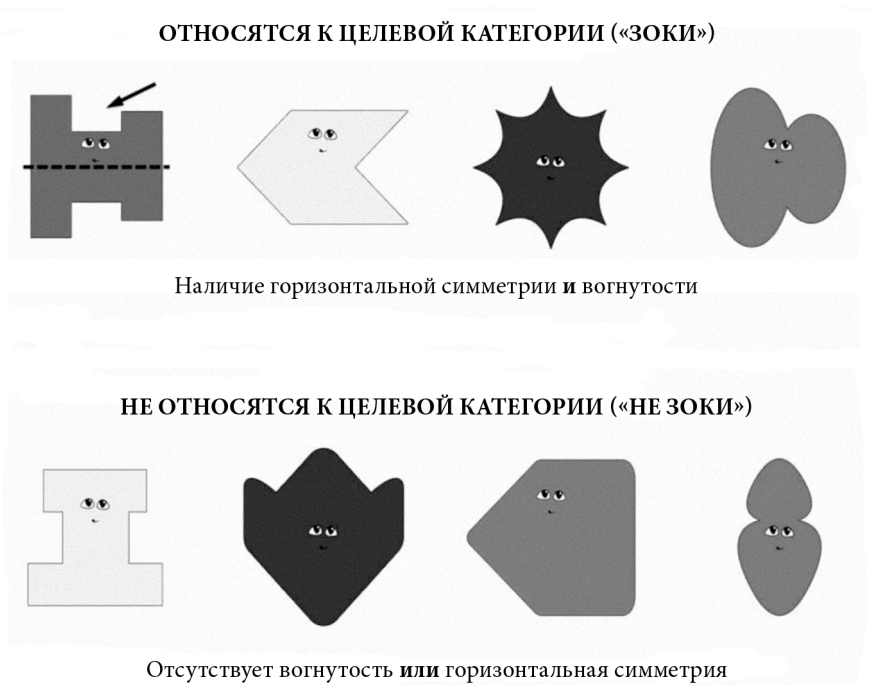 ОТНОСЯТСЯ К ЦЕЛЕВОЙ КАТЕГОРИИ («ЗОКИ»)
Наличие горизонтальной симметрии и вогнутости
НЕ ОТНОСЯТСЯ К ЦЕЛЕВОЙ КАТЕГОРИИ («НЕ ЗОКИ»)
Отсутствует вогнутость или горизонтальная симметрия